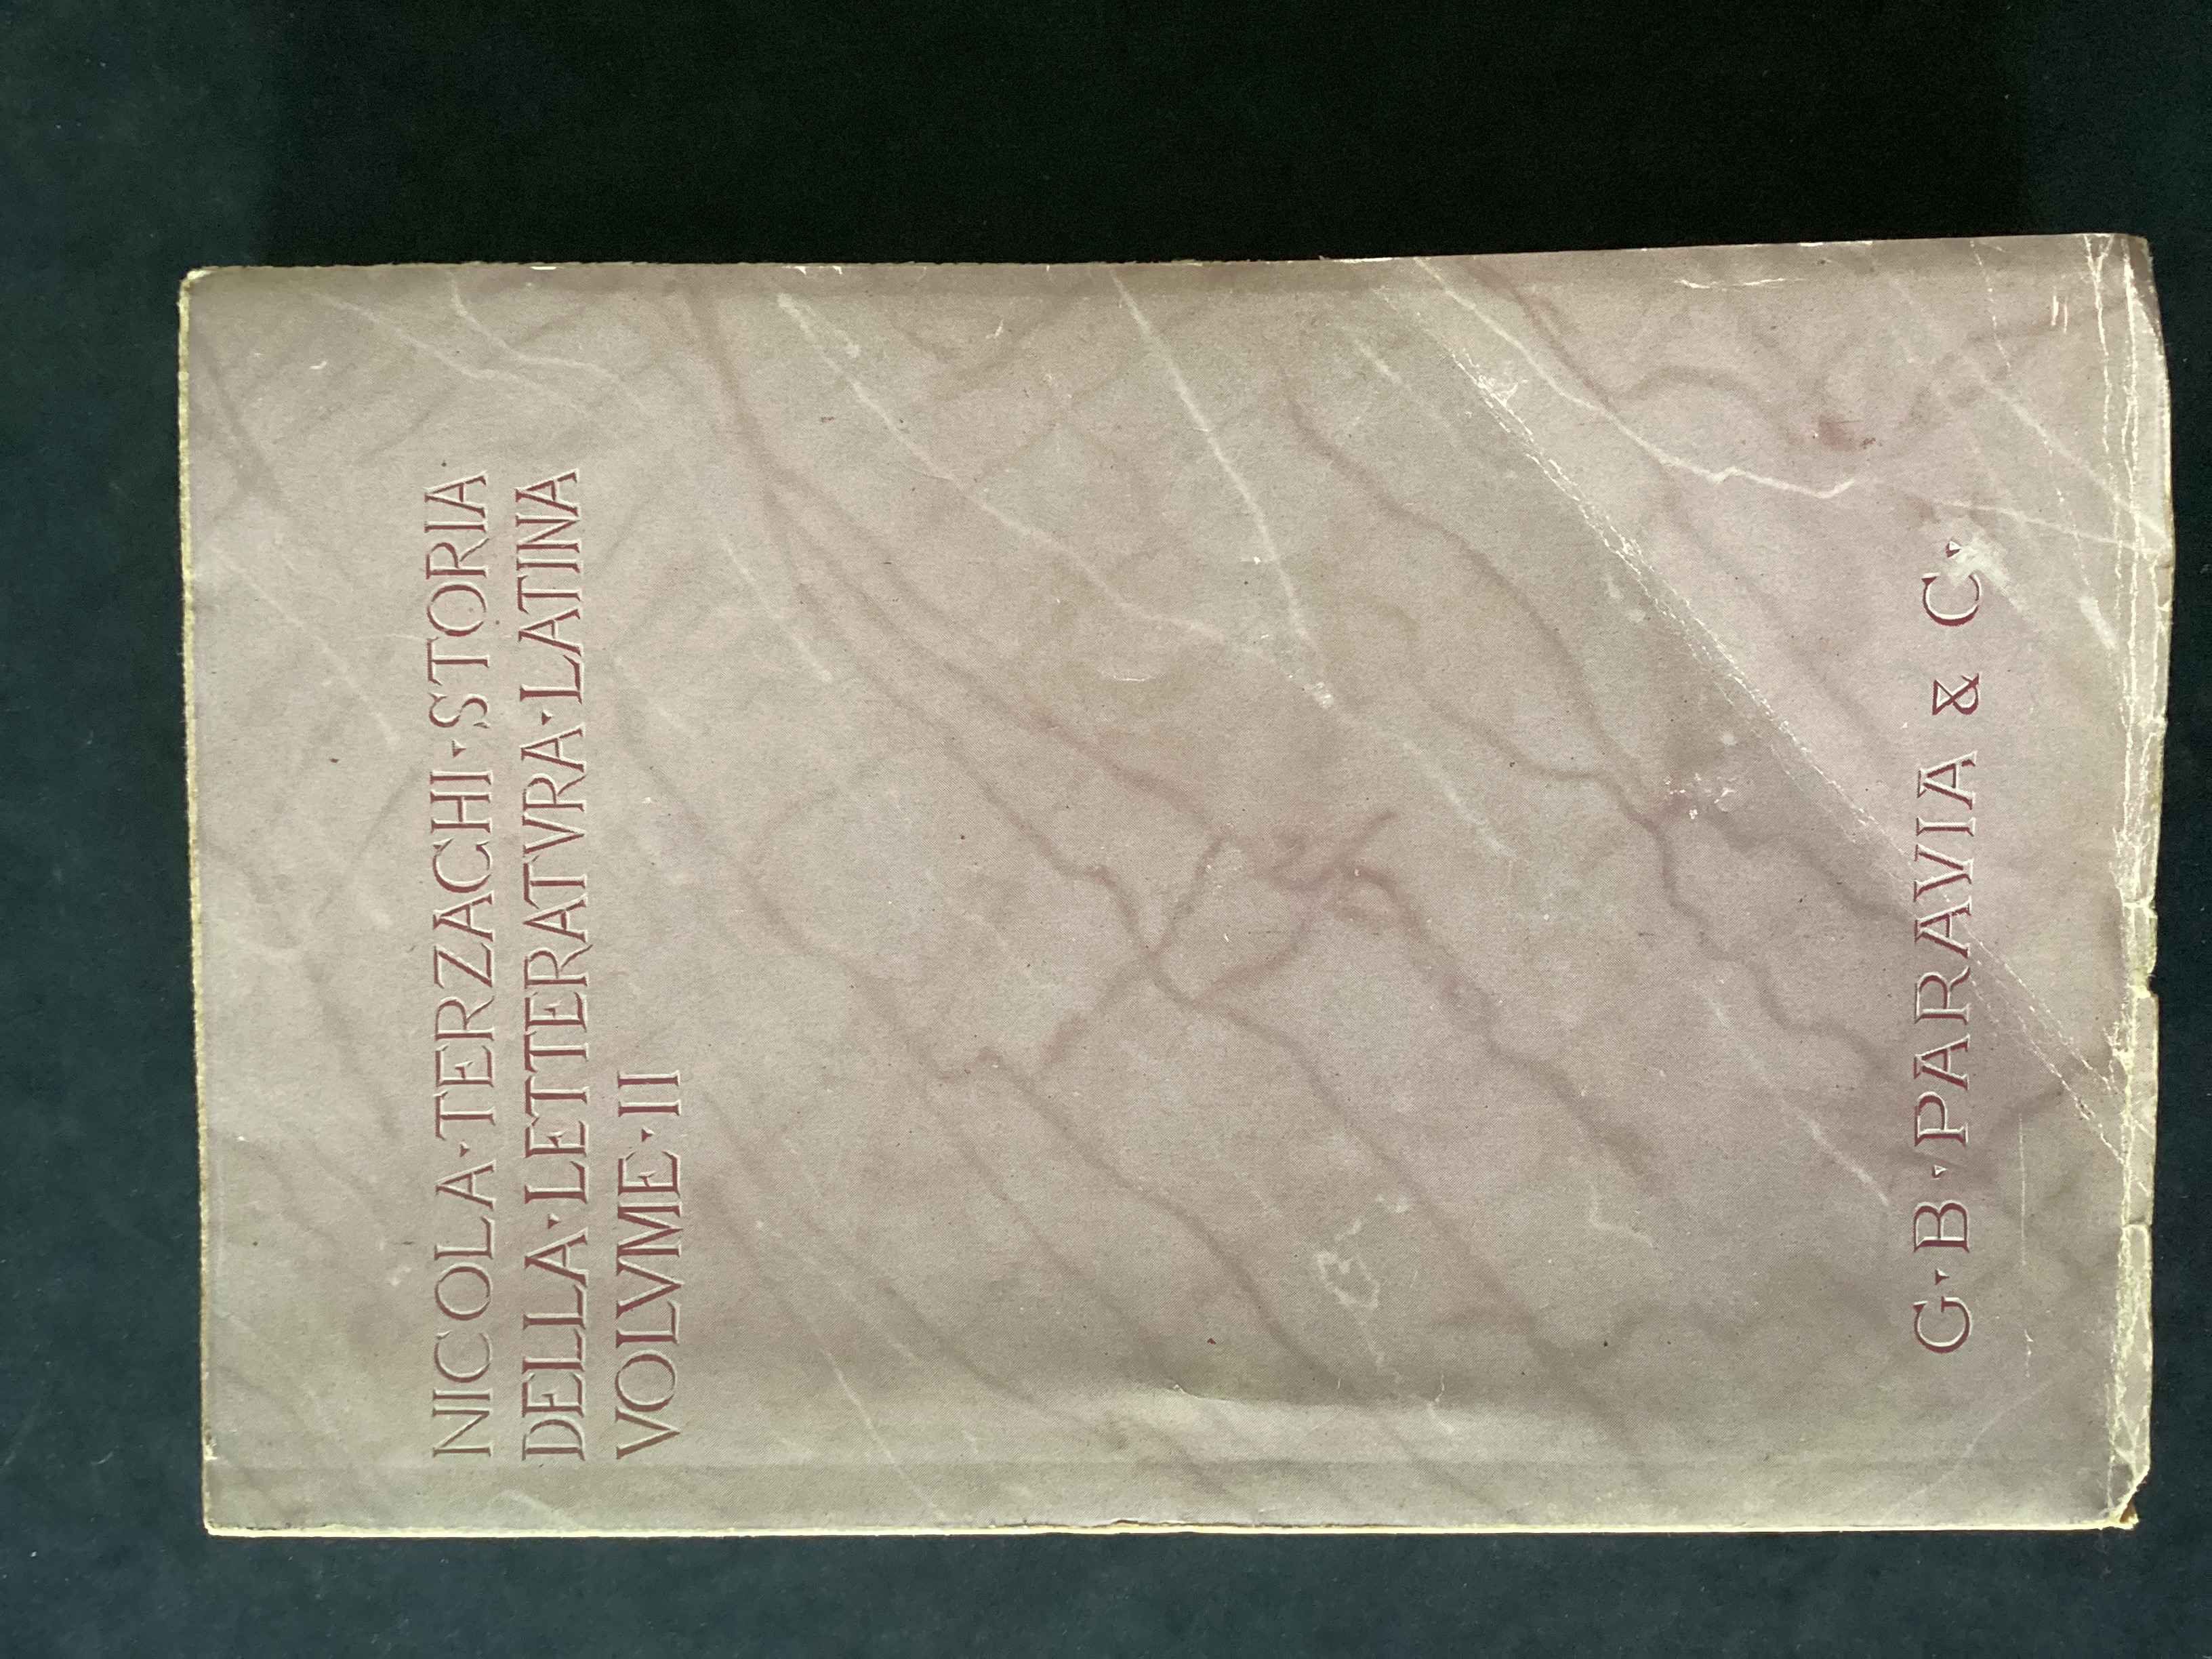 NICOLA·TERZACHI·STORIA
DELLA·LETTERATVRA·LATINA
VOLVME·II
G·B·PARAVIA & C·